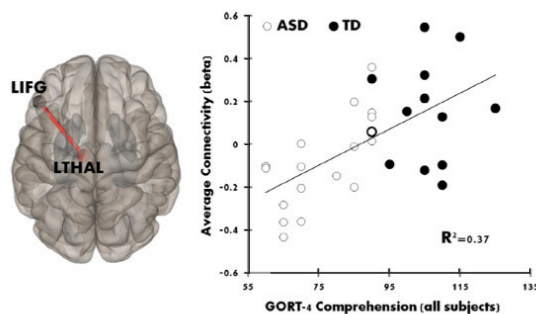 LIFG
LTHAL
ASD TD
Average Connectivity (beta)
0.6
0.4
0.2
0
-0.2
-0.4
-0.6
R²=0.37
55 75 95 115 135
GORT-4 Comprehension (all subjects)